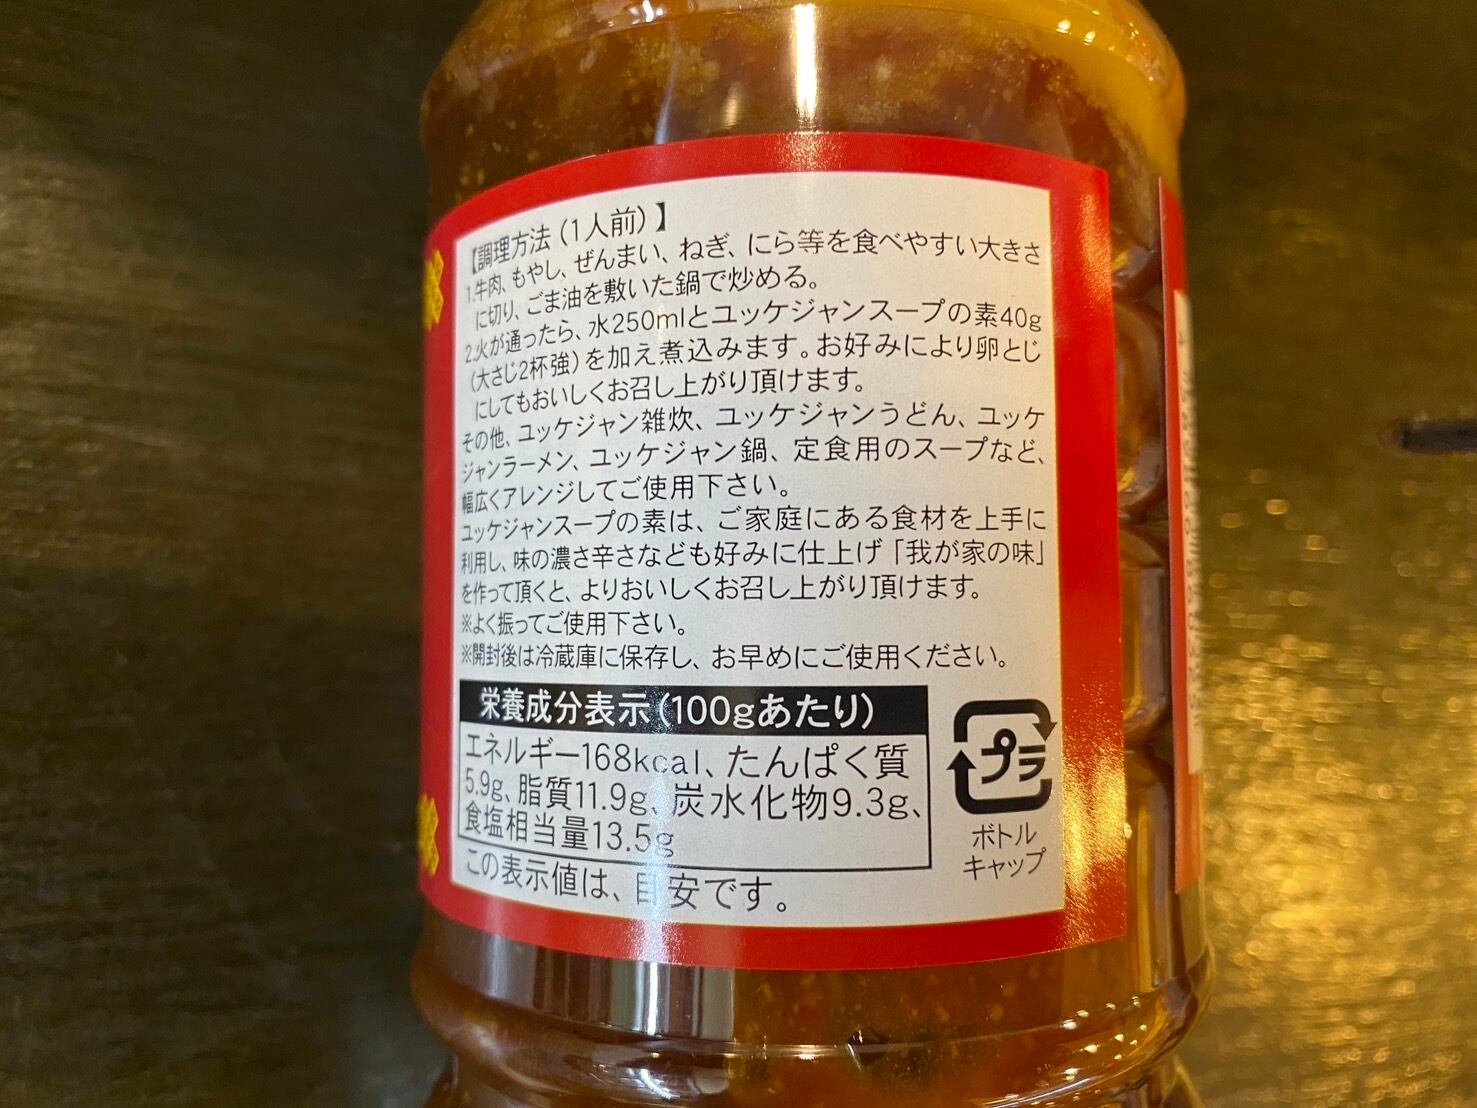 【調理方法（1人前）】
1.牛肉、もやし、ぜんまい、ねぎ、にら等を食べやすい大きさ
に切り、ごま油を敷いた鍋で炒める。
2.火が通ったら、水250mlとユッケジャンスープの素40g
（大さじ2杯強）を加え煮込みます。お好みにより卵とじ
にしてもおいしくお召し上がり頂けます。
その他、ユッケジャン雑炊、ユッケジャンうどん、ユッケ
ジャンラーメン、ユッケジャン鍋、定食用のスープなど、
幅広くアレンジしてご使用下さい。
ユッケジャンスープの素は、ご家庭にある食材を上手に
利用し、味の濃さ辛さなども好みに仕上げ「我が家の味」
を作って頂くと、よりおいしくお召し上がり頂けます。
※よく振ってご使用下さい。
※開封後は冷蔵庫に保存し、お早めにご使用ください。
栄養成分表示（100gあたり）
エネルギー168kcal、たんぱく質
5.9g、脂質11.9g、炭水化物9.3g、
食塩相当量13.5g
この表示値は、目安です。
プラ
ボトル
キャップ